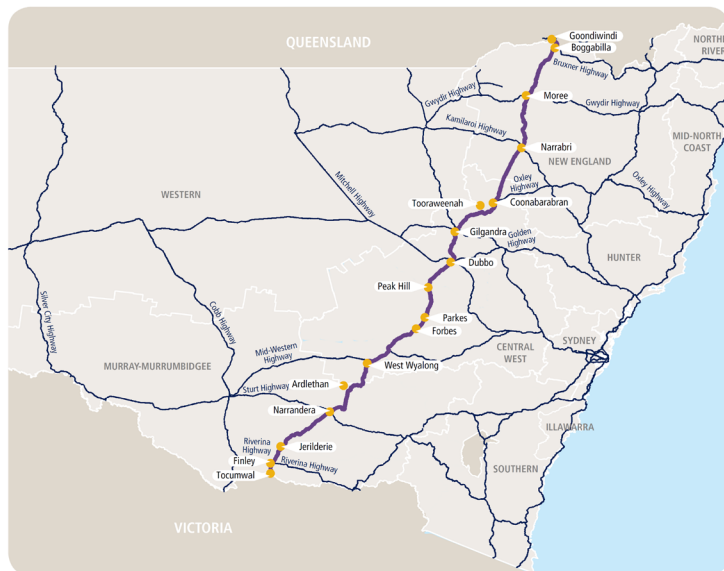 Goondiwindi
QUEENSLAND
Boggabilla
NORTHE
RIVER
Bruxner Highway
Gwydir Highway
Moree
Gwydir Highway
Kamilaroi Highway
MID-NORTH
COAST
Narrabri
NEW ENGLAND
Mitchell Highway
Oxley
Highway
Oxley Highway
WESTERN
Tooraweenah
Coonabarabran
Gilgandra
Golden
Highway
HUNTER
Dubbo
Peak Hill
Silver City Highway
Cobb Highway
Parkes
Forbes
SYDNEY
Mid-Western
Highway
CENTRAL
WEST
West Wyalong
MURRAY-MURRUMBIDGEE
Ardlethan
Sturt Highway
Narrandera
ILLAWARRA
Riverina
Highway
Jerilderie
Finley
Riverina Highway
SOUTHERN
Tocumwal
VICTORIA